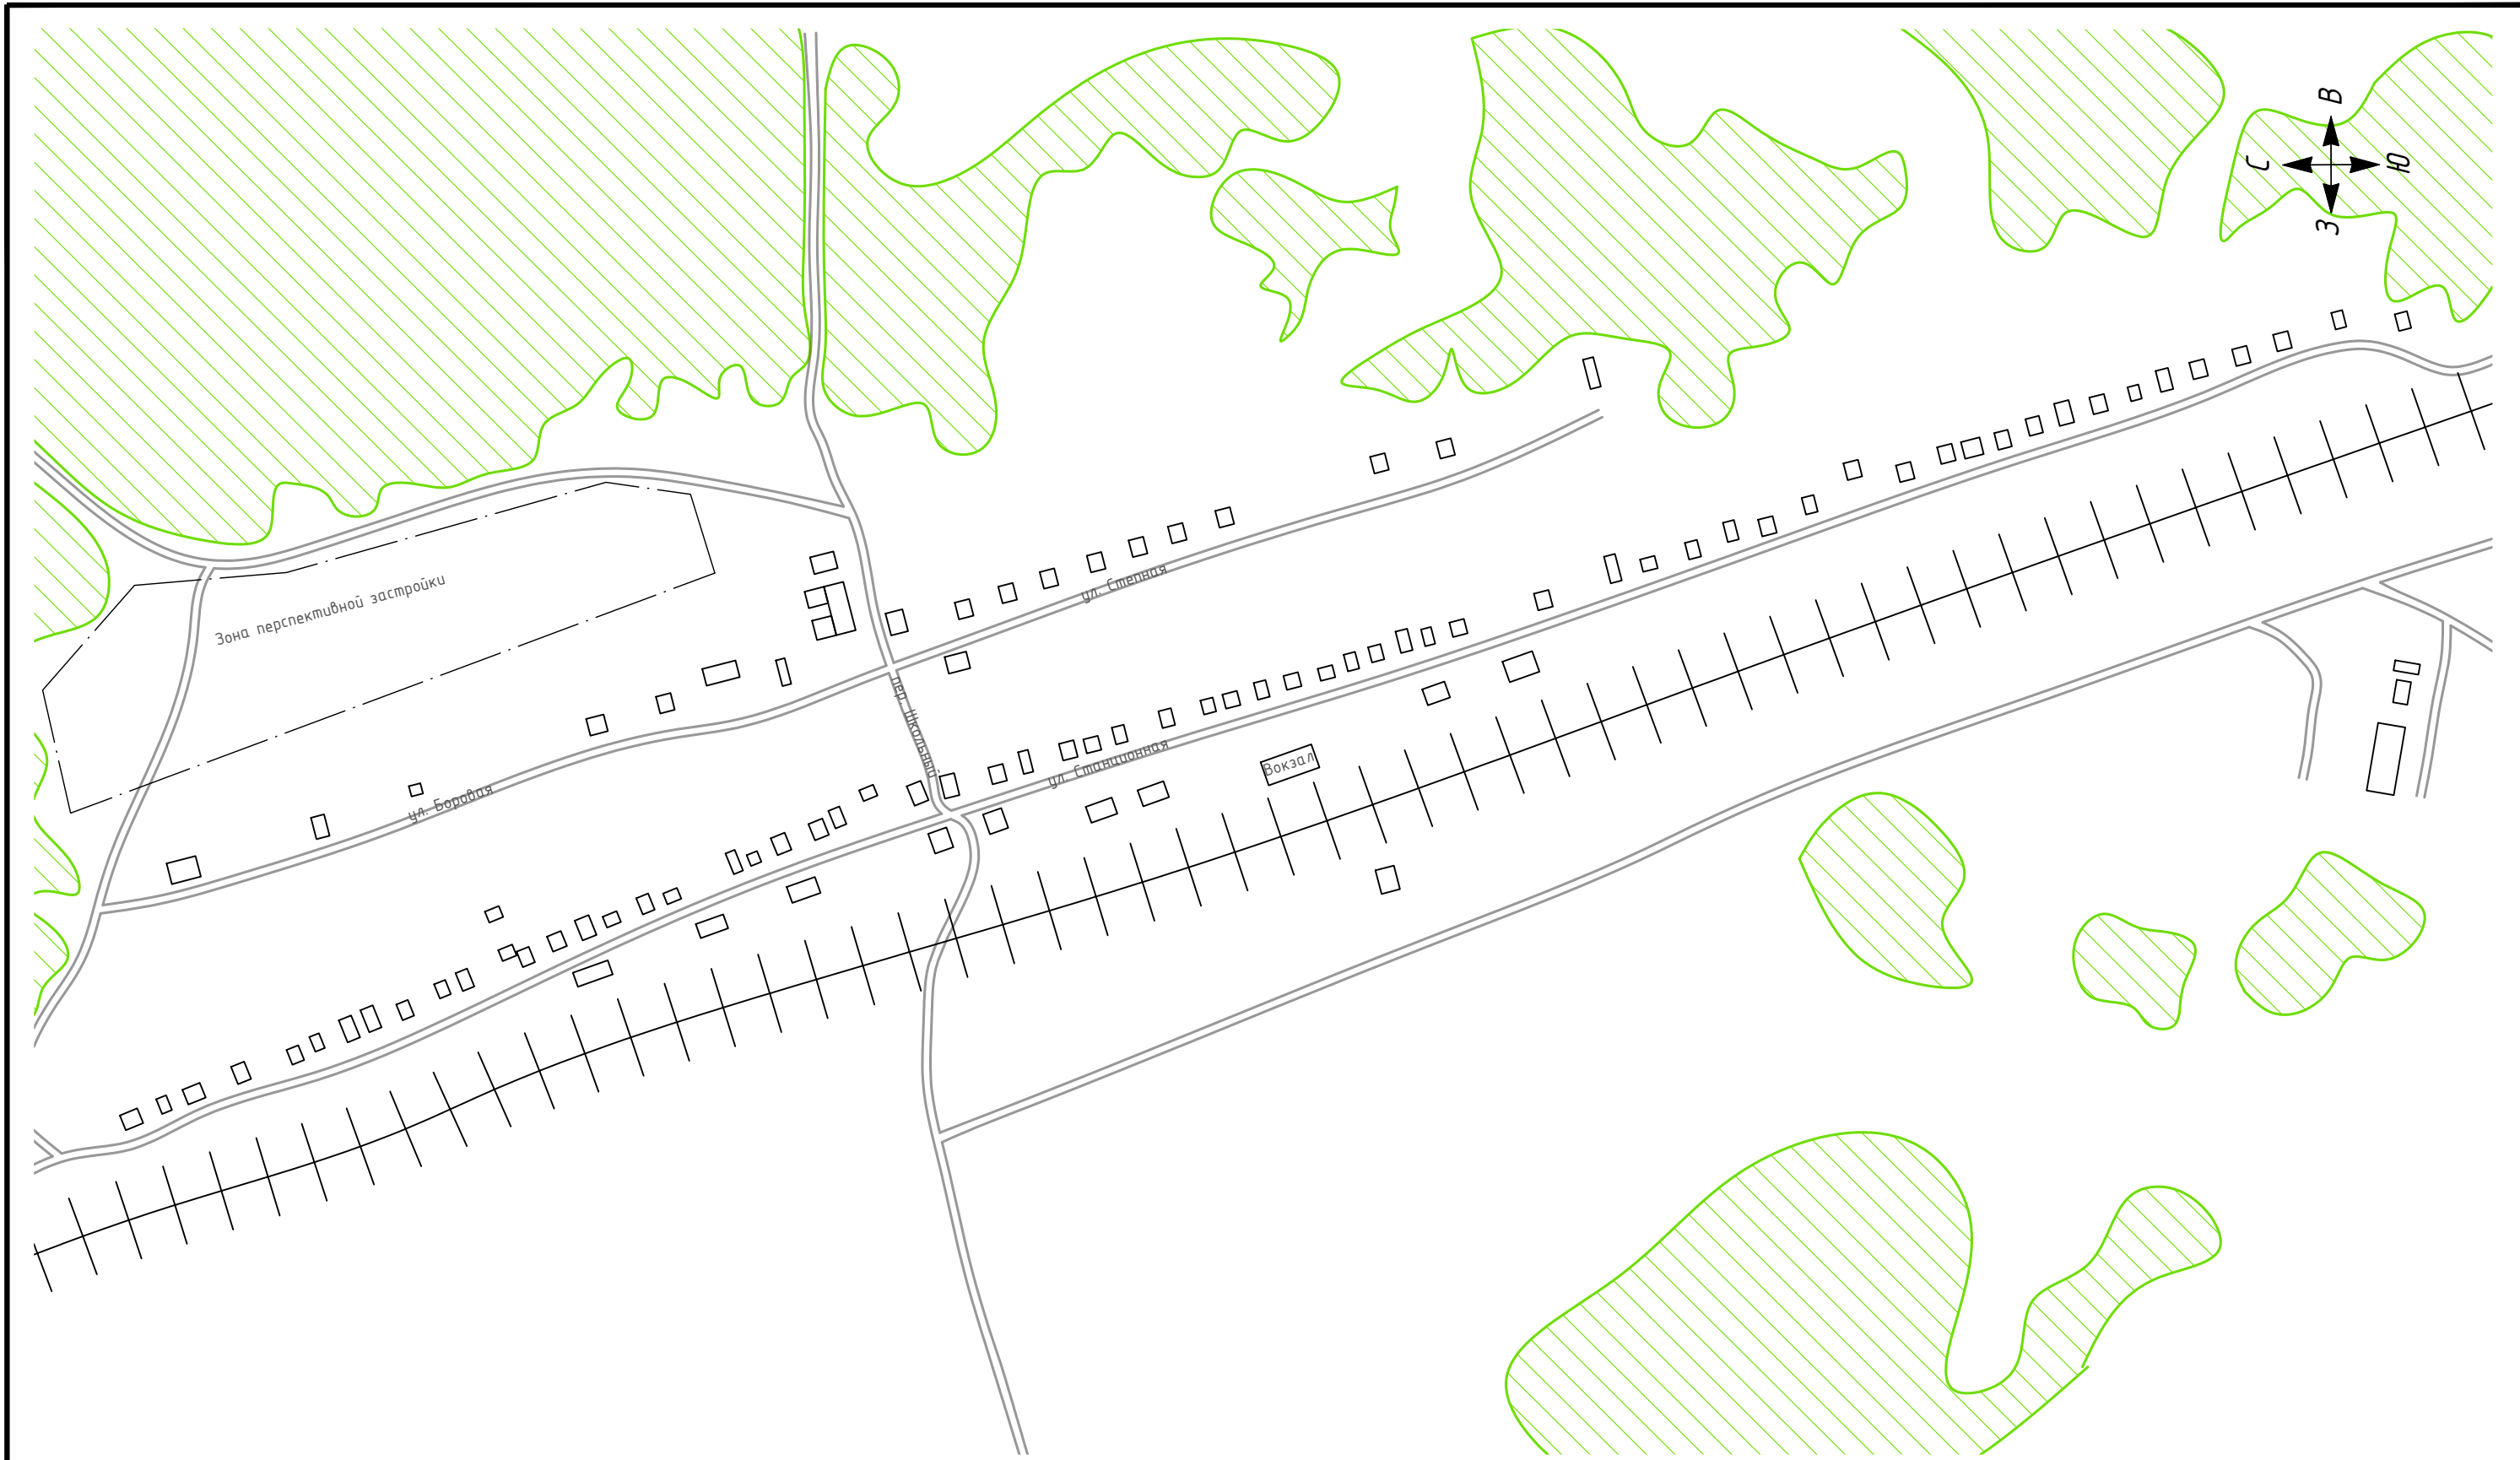 В
С
Ю
З
Зона перспективной застройки
ул. Степная
пер. Школьный
ул. Станционная
Вокзал
ул. Боровая